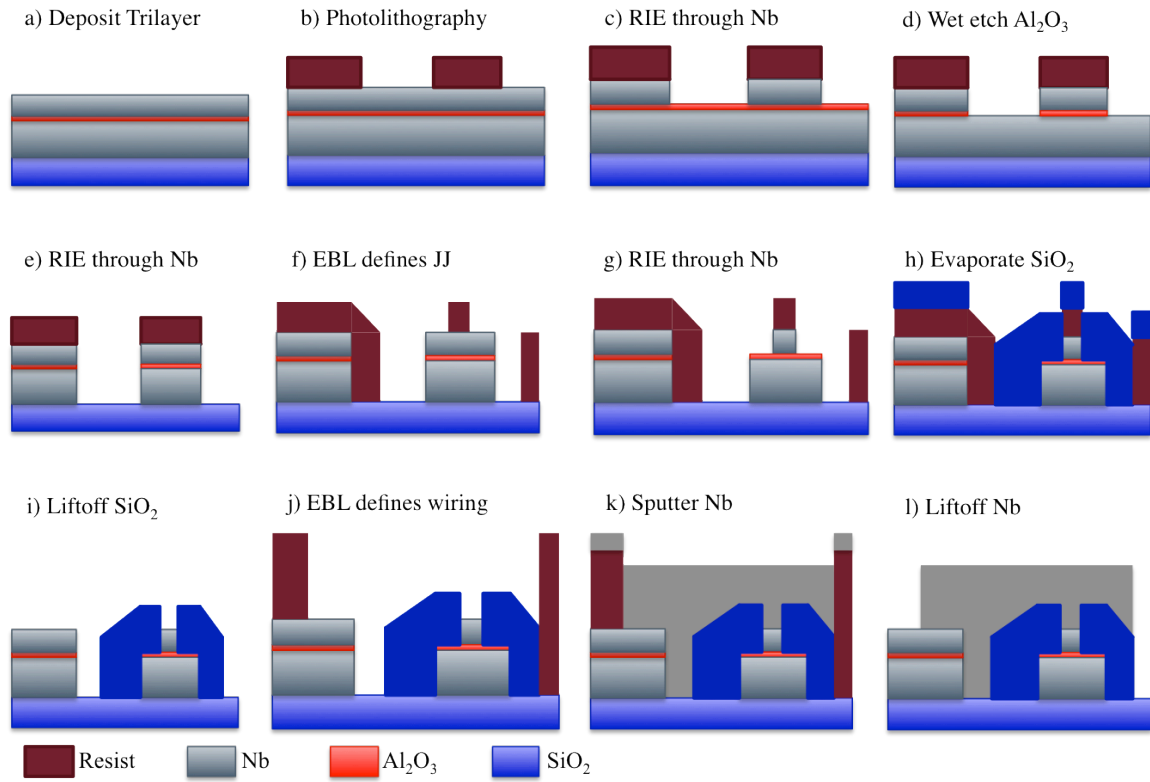 a) Deposit Trilayer
b) Photolithography
c) RIE through Nb
d) Wet etch Al₂O₃
e) RIE through Nb
f) EBL defines JJ
g) RIE through Nb
h) Evaporate SiO₂
i) Liftoff SiO₂
j) EBL defines wiring
k) Sputter Nb
l) Liftoff Nb
Resist
Nb
Al₂O₃
SiO₂